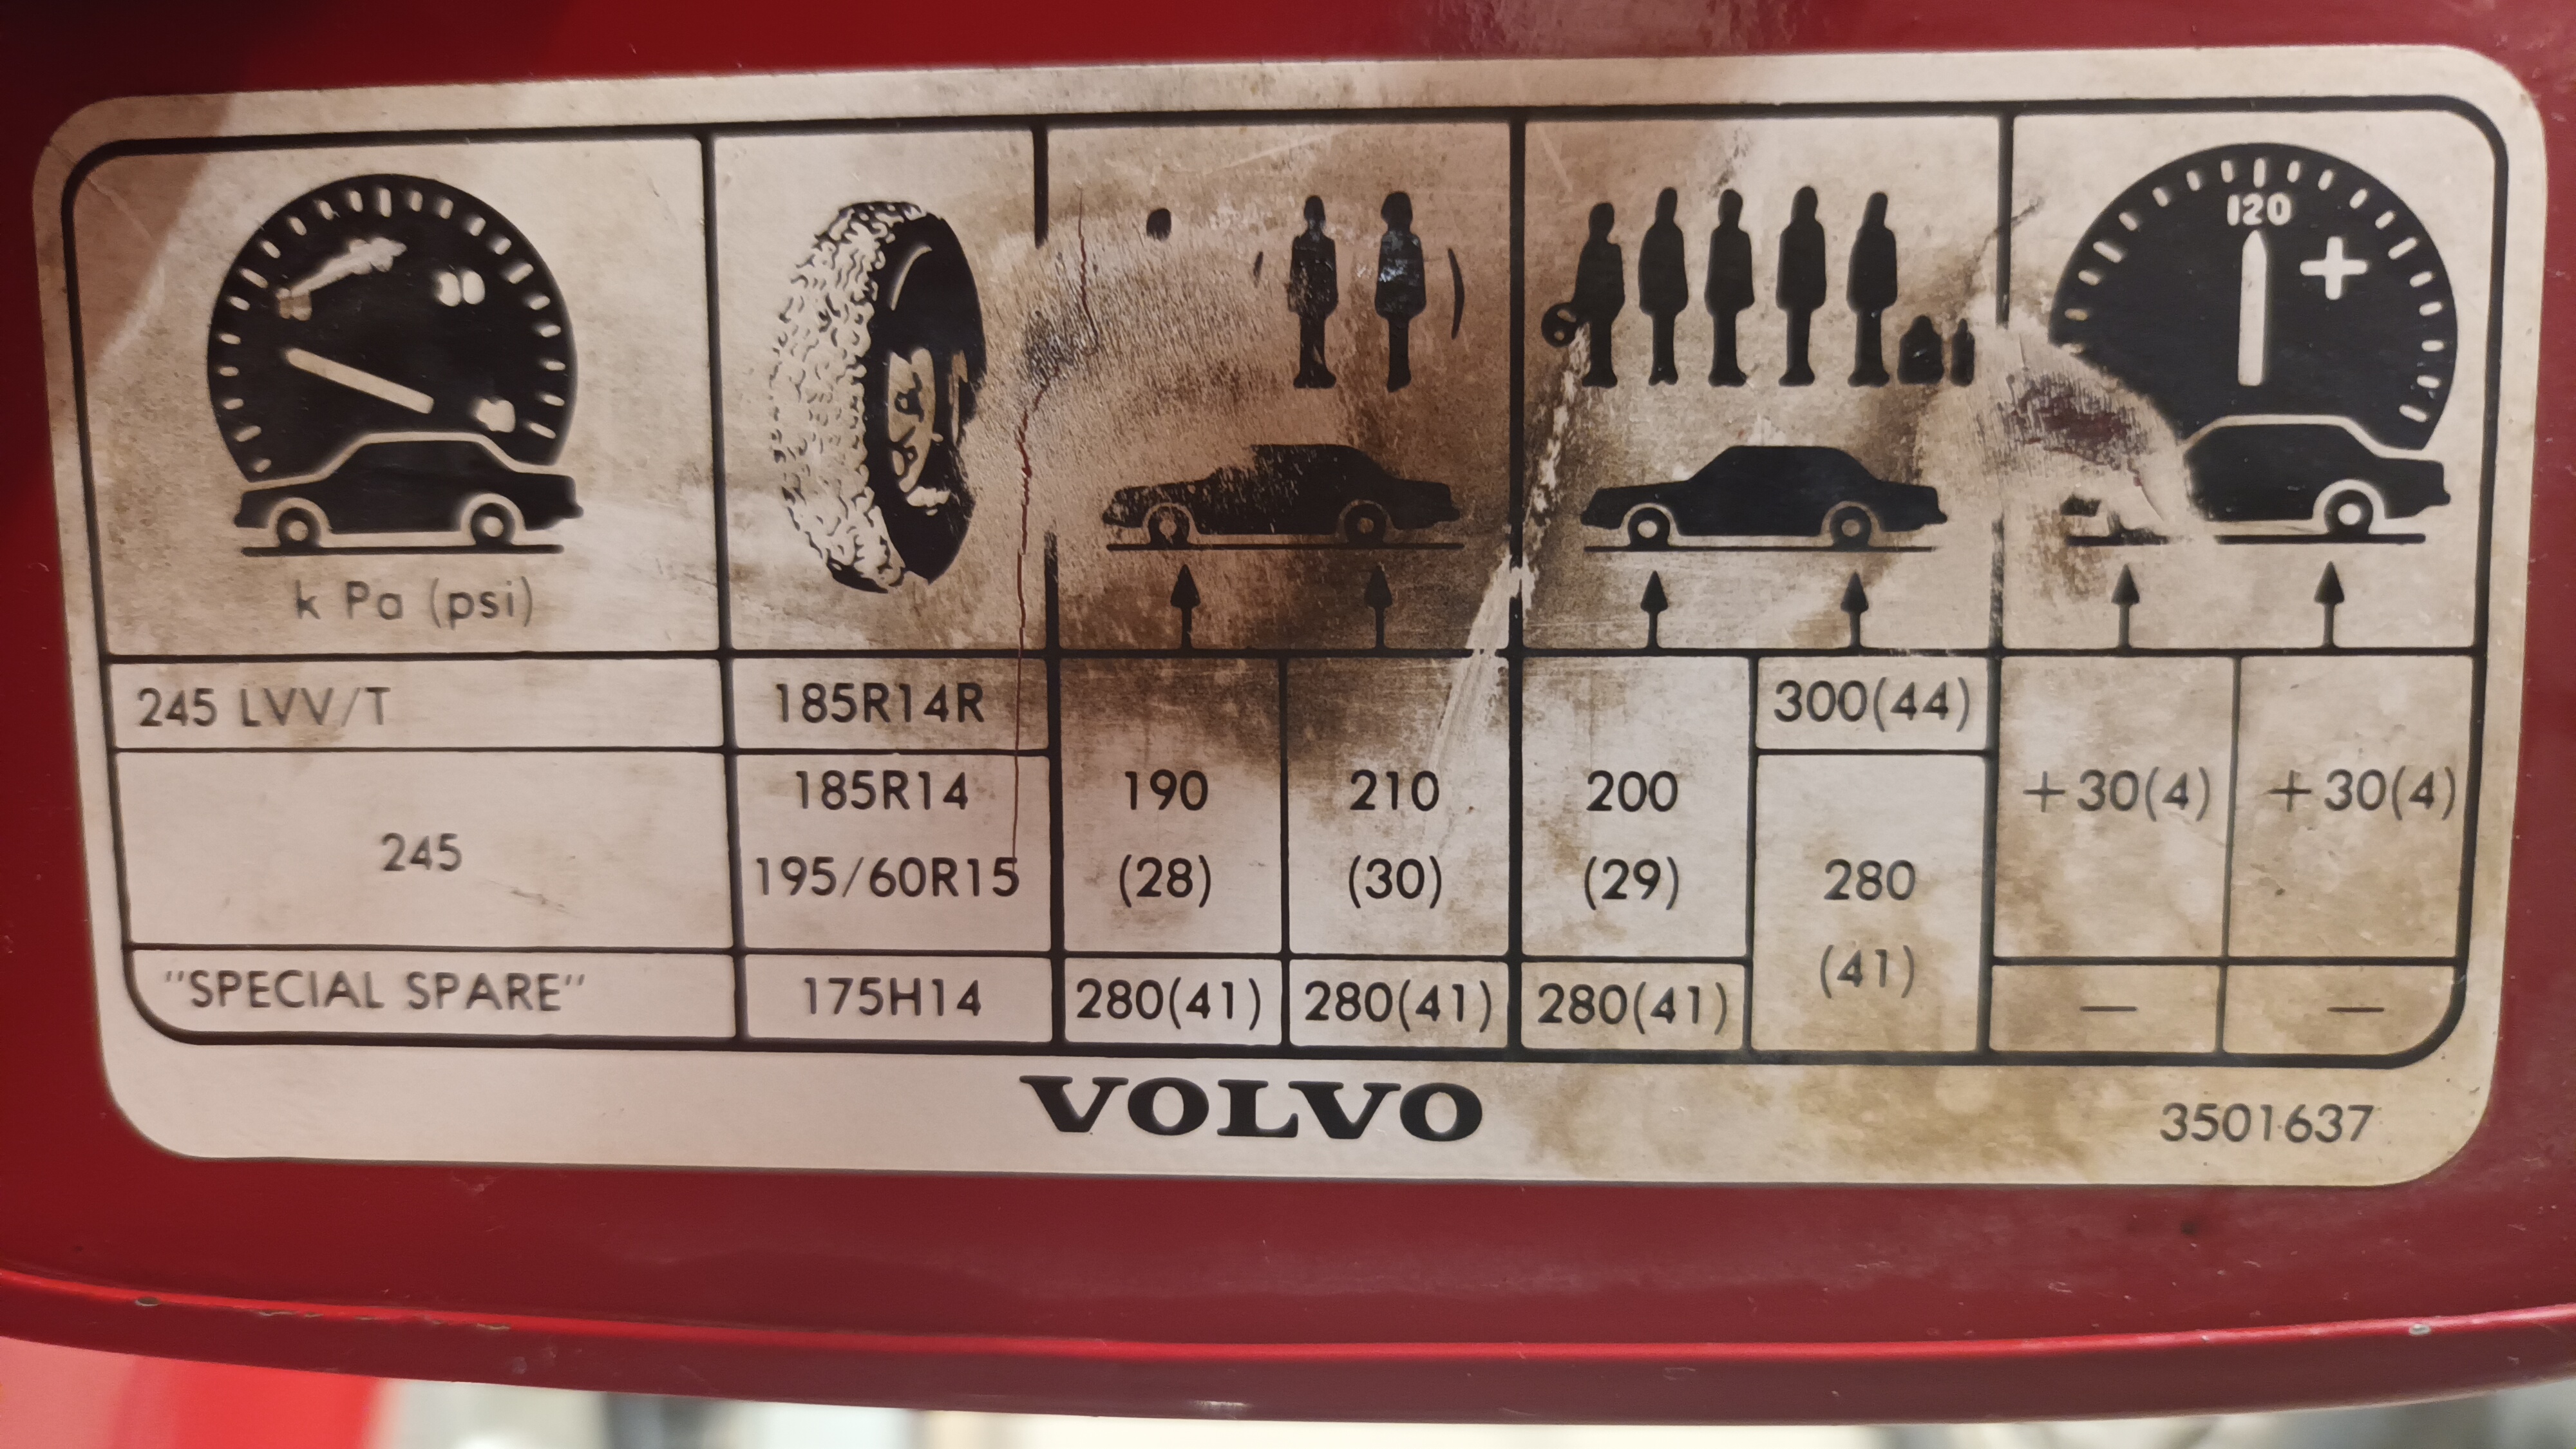 120
k Pa (psi)
245 LVV/T 185R14R 300(44)
185R14 190 210 200 +30(4) +30(4)
245
195/60R15 (28) (30) (29) 280
(41)
"SPECIAL SPARE" 175H14 280(41) 280(41) 280(41) — —
VOLVO
3501637